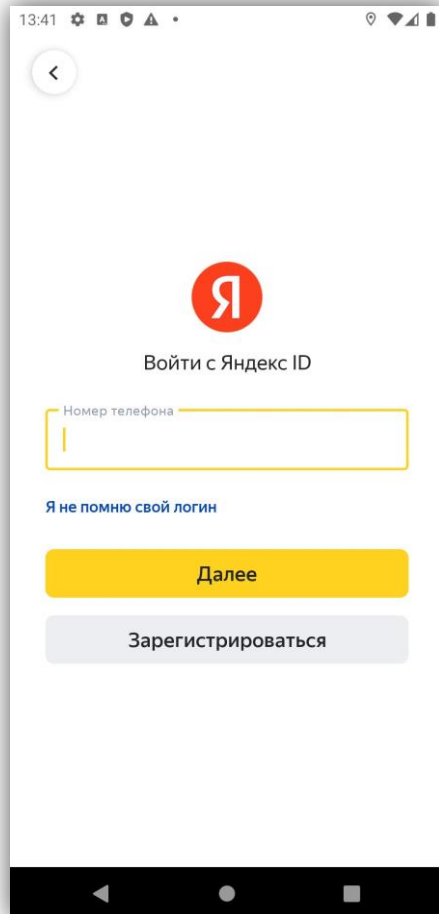 13:41
Я
Войти с Яндекс ID
Номер телефона
Я не помню свой логин
Далее
Зарегистрироваться